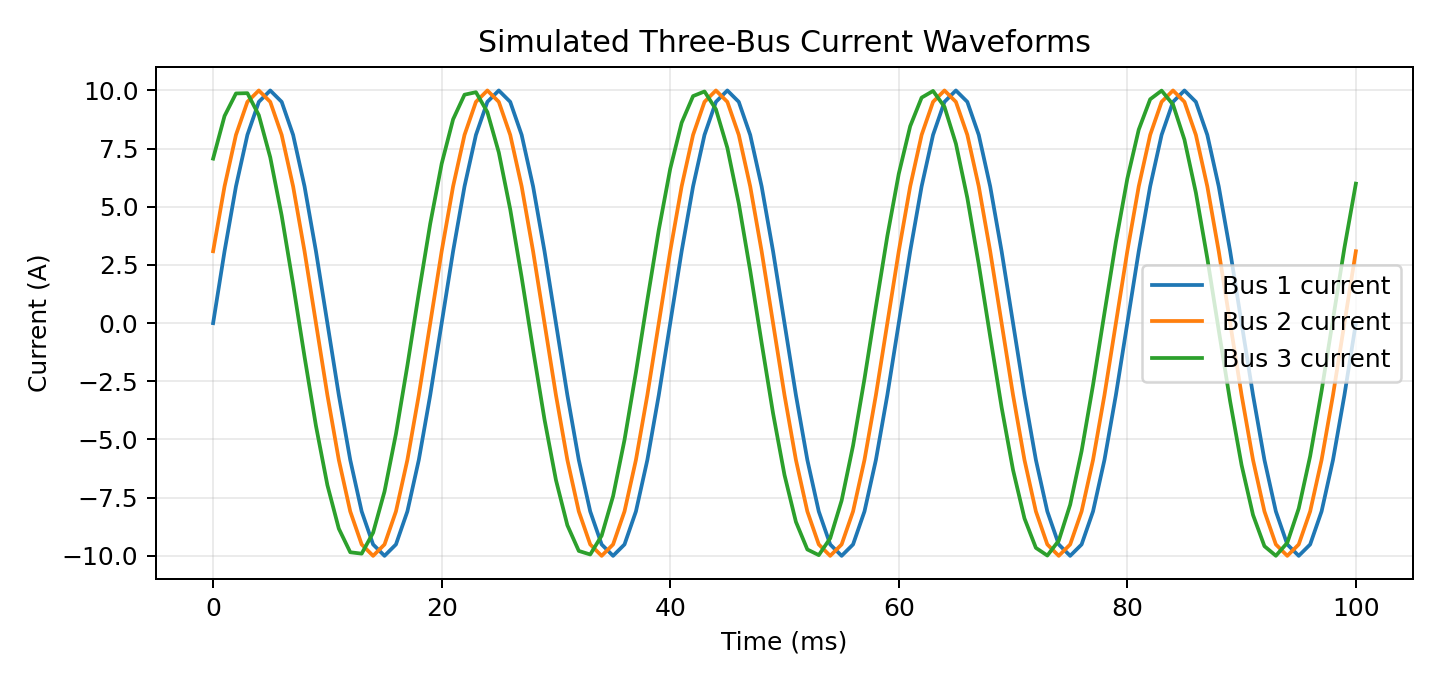 Simulated Three-Bus Current Waveforms
10.0
7.5
5.0
2.5
0.0
−2.5
−5.0
−7.5
−10.0
Current (A)
Bus 1 current
Bus 2 current
Bus 3 current
0 20 40 60 80 100
Time (ms)